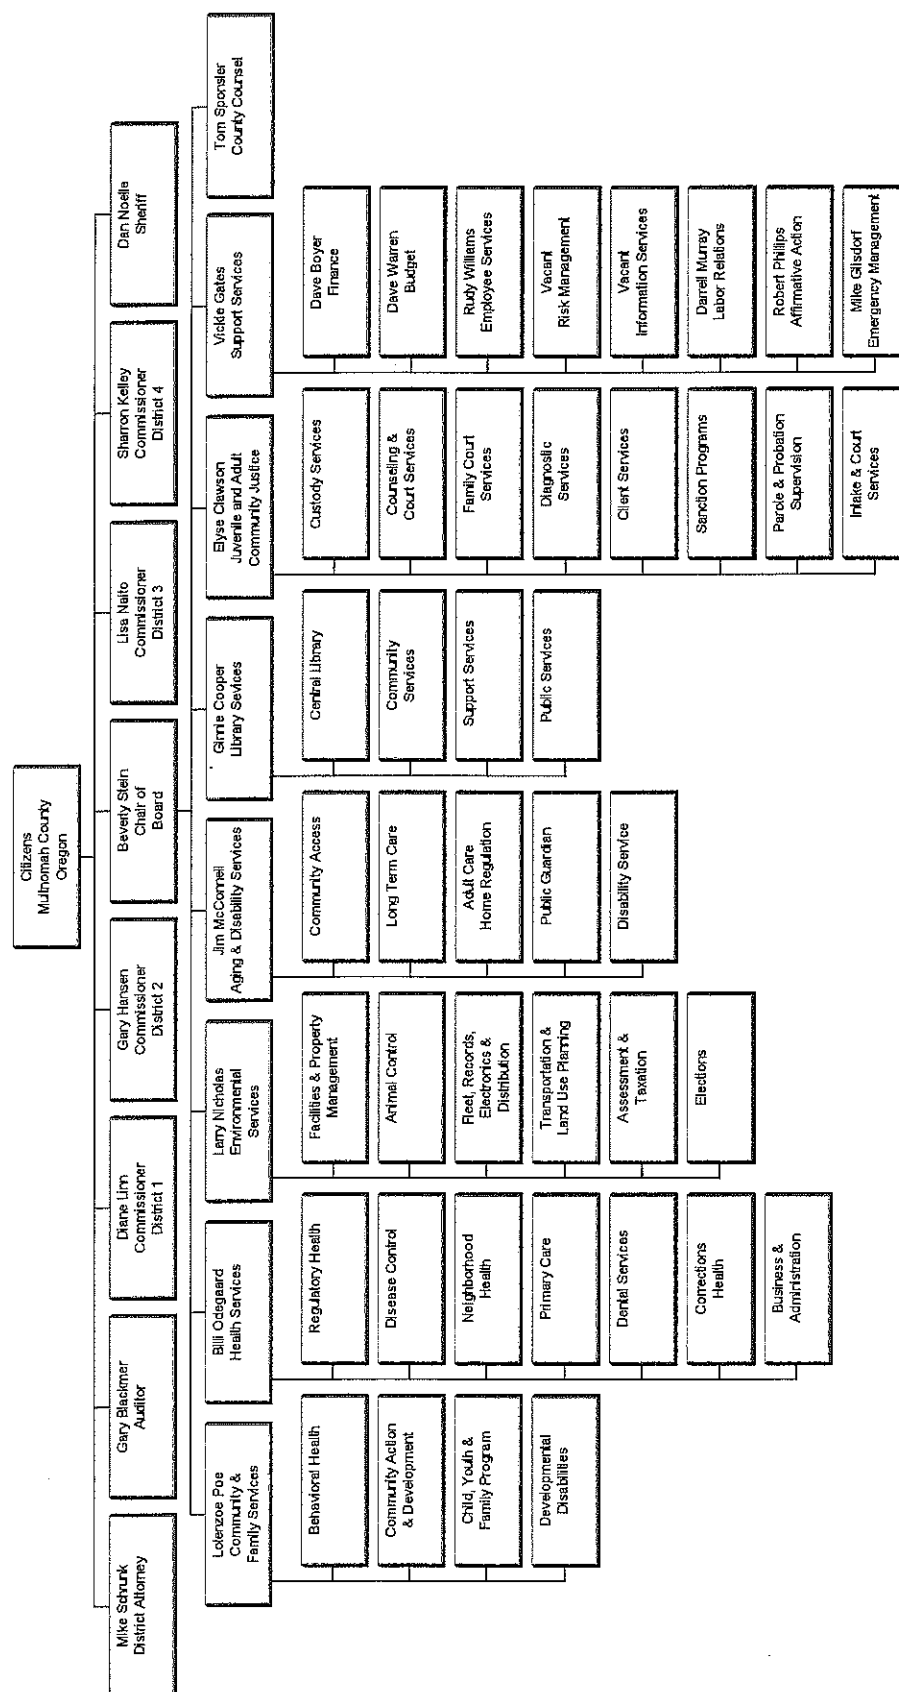 Citizens
Multnomah County
Oregon
Mike Schrunk
District Attorney
Gary Blackmer
Auditor
Diane Linn
Commissioner
District 1
Gary Hansen
Commissioner
District 2
Beverly Stein
Chair of
Board
Lisa Naito
Commissioner
District 3
Sharron Kelley
Commissioner
District 4
Dan Noelle
Sheriff
Lolenzoe Poe
Community &
Family Services
Billi Odegaard
Health Services
Larry Nicholas
Environmental
Services
Jim McConnell
Aging & Disability Services
Ginnie Cooper
Library Sevices
Elyse Clawson
Juvenile and Adult
Community Justice
Vickie Gates
Support Services
Tom Sponsler
County Counsel
Behavioral Health
Community Action
& Development
Child, Youth &
Family Program
Developmental
Disabilities
Regulatory Health
Disease Control
Neighborhood
Health
Primary Care
Dental Services
Corrections
Health
Business &
Administration
Facilities & Property
Management
Animal Control
Fleet, Records,
Electronics &
Distribution
Transportation &
Land Use Planning
Assessment &
Taxation
Elections
Community Access
Long Term Care
Adult Care
Home Regulation
Public Guardian
Disability Service
Central Library
Community
Services
Support Services
Public Services
Custody Services
Counseling &
Court Services
Family Court
Services
Diagnostic
Services
Client Services
Sanction Programs
Parole & Probation
Supervision
Intake & Court
Services
Dave Boyer
Finance
Dave Warren
Budget
Rudy Williams
Employee Services
Vacant
Risk Management
Vacant
Information Services
Darrell Murray
Labor Relations
Robert Phillips
Affirmative Action
Mike Gilsdorf
Emergency Management